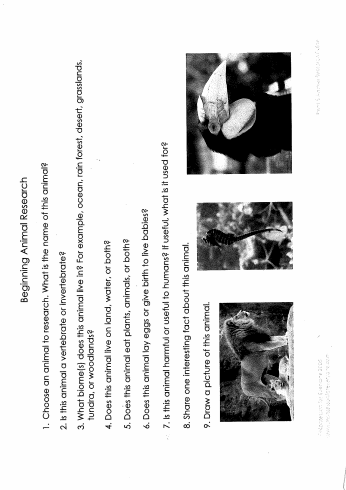 Beginning Animal Research
1. Choose an animal to research. What is the name of this animal?
2. Is this animal a vertebrate or invertebrate?
3. What biome(s) does this animal live in? For example, ocean, rain forest, desert, grasslands,
tundra, or woodlands?
4. Does this animal live on land, water, or both?
5. Does this animal eat plants, animals, or both?
6. Does this animal lay eggs or give birth to live babies?
7. Is this animal harmful or useful to humans? If useful, what is it used for?
8. Share one interesting fact about this animal.
9. Draw a picture of this animal.